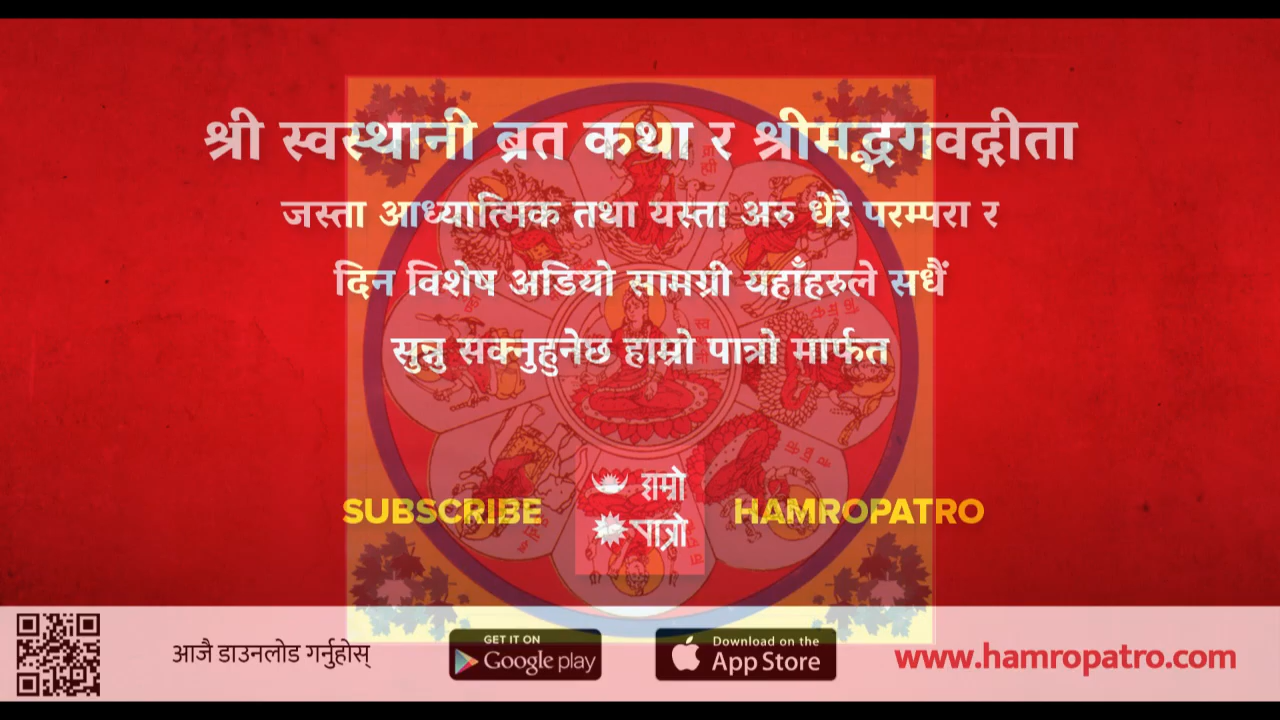 श्री स्वस्थानी ब्रत कथा र श्रीमद्भगवद्गीता
जस्ता आध्यात्मिक तथा यस्ता अरु धेरै परम्परा र
दिन विशेष अडियो सामग्री यहाँहरुले सधैं
सुन्नु सक्नुहुनेछ हाम्रो पात्रो मार्फत
SUBSCRIBE
हाम्रो
पात्रो
HAMROPATRO
आजै डाउनलोड गर्नुहोस्
GET IT ON
Google play
Download on the
App Store
www.hamropatro.com